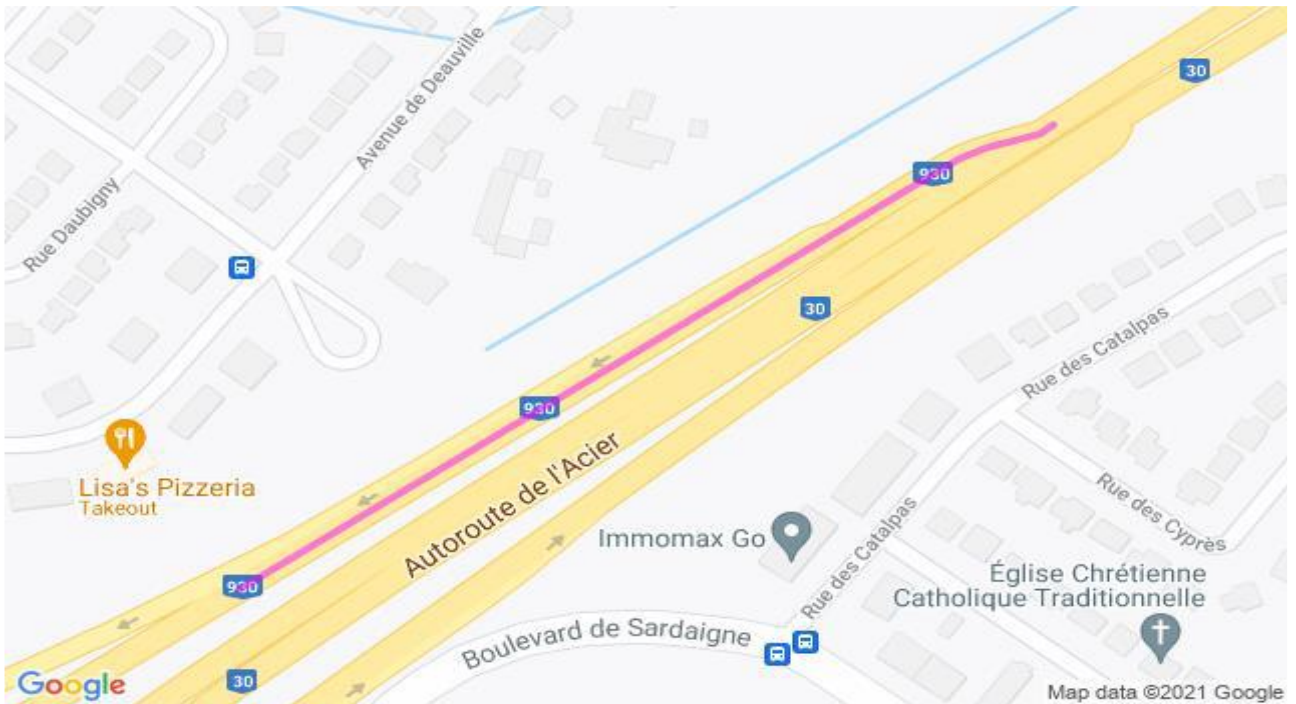 30
Avenue de Deauville
930
Rue Daubigny
30
Rue des Catalpas
930
Autoroute de l'Acier
Lisa's Pizzeria
Takeout
Rue des Catalpas
Rue des Cyprès
Immomax Go
930
Église Chrétienne
Catholique Traditionnelle
Boulevard de Sardaigne
30
Google
Map data ©2021 Google